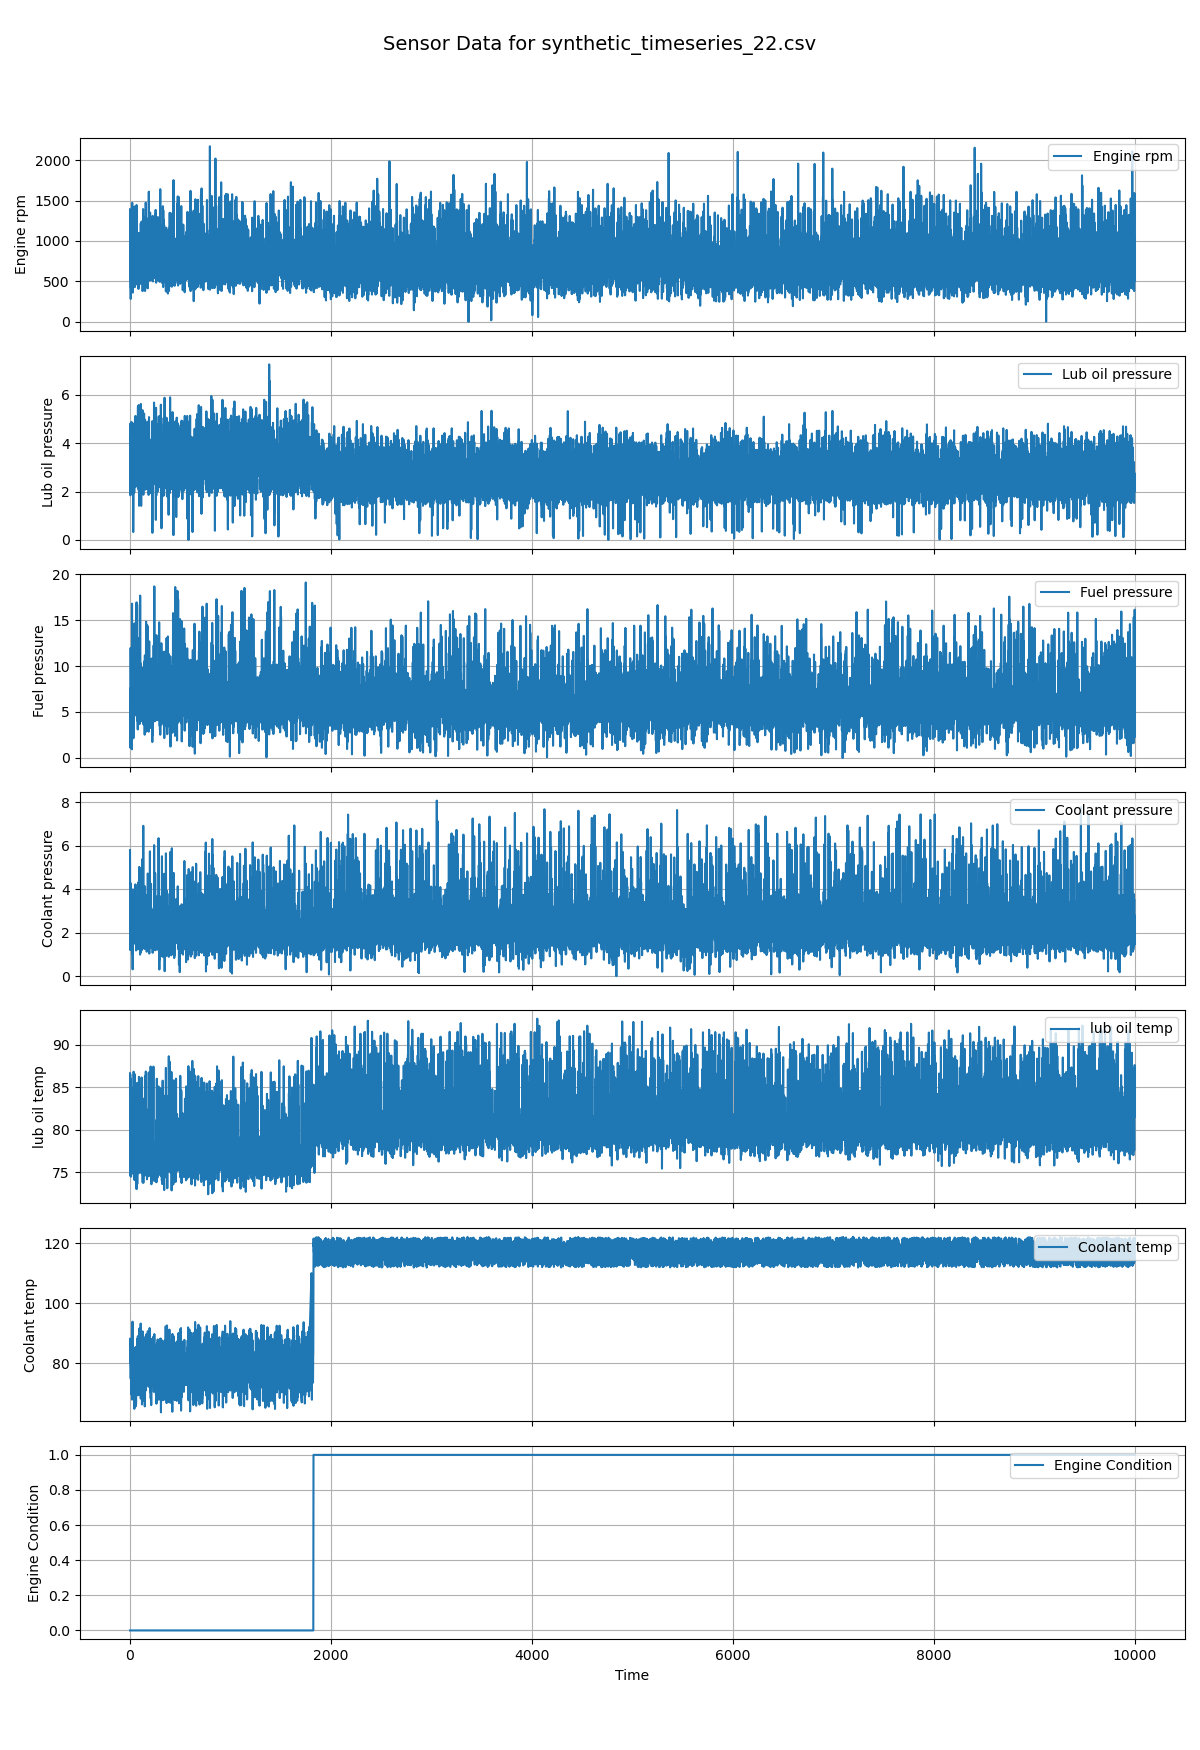 Sensor Data for synthetic_timeseries_22.csv
Engine rpm
2000
1500
1000
500
0
Engine rpm
Lub oil pressure
6
4
2
0
Lub oil pressure
Fuel pressure
20
15
10
5
0
Fuel pressure
Coolant pressure
8
6
4
2
0
Coolant pressure
lub oil temp
90
85
80
75
lub oil temp
Coolant temp
120
100
80
Coolant temp
Engine Condition
1.0
0.8
0.6
0.4
0.2
0.0
Engine Condition
0 2000 4000 6000 8000 10000
Time